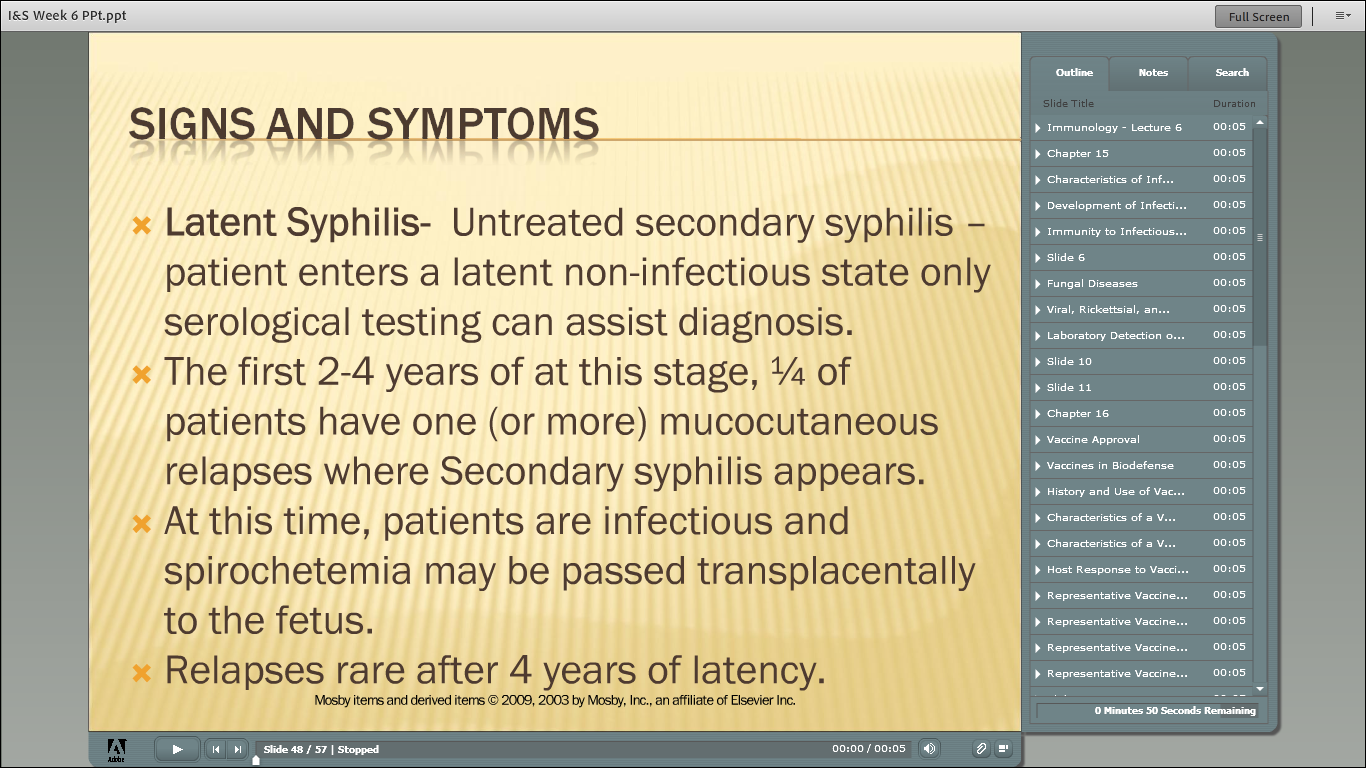 I&S Week 6 PPt.ppt
Full Screen
SIGNS AND SYMPTOMS
Latent Syphilis- Untreated secondary syphilis –
patient enters a latent non-infectious state only
serological testing can assist diagnosis.
The first 2-4 years of at this stage, ¼ of
patients have one (or more) mucocutaneous
relapses where Secondary syphilis appears.
At this time, patients are infectious and
spirochetemia may be passed transplacentally
to the fetus.
Relapses rare after 4 years of latency.
Mosby items and derived items © 2009, 2003 by Mosby, Inc., an affiliate of Elsevier Inc.
Outline Notes Search
Slide Title Duration
Immunology - Lecture 6 00:05
Chapter 15 00:05
Characteristics of Inf... 00:05
Development of Infecti... 00:05
Immunity to Infectious... 00:05
Slide 6 00:05
Fungal Diseases 00:05
Viral, Rickettsial, an... 00:05
Laboratory Detection o... 00:05
Slide 10 00:05
Slide 11 00:05
Chapter 16 00:05
Vaccine Approval 00:05
Vaccines in Biodefense 00:05
History and Use of Vac... 00:05
Characteristics of a V... 00:05
Characteristics of a V... 00:05
Host Response to Vacci... 00:05
Representative Vaccine... 00:05
Representative Vaccine... 00:05
Representative Vaccine... 00:05
Representative Vaccine... 00:05
0 Minutes 50 Seconds Remaining
Adobe
Slide 48 / 57 | Stopped
00:00 / 00:05